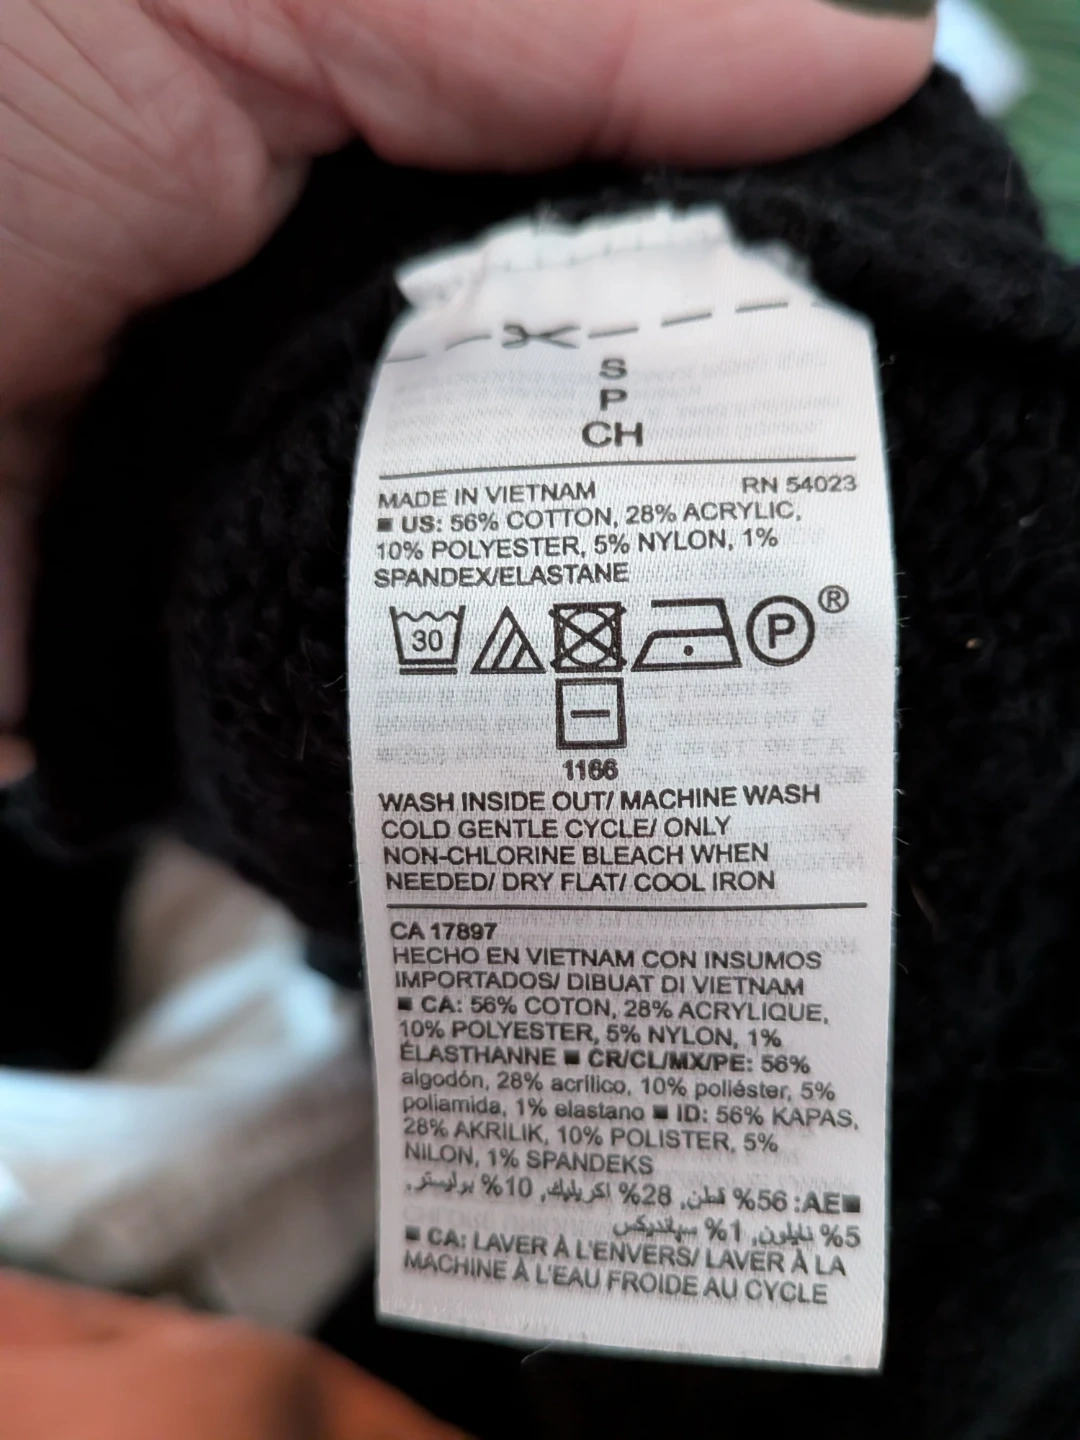 S
P
CH
MADE IN VIETNAM RN 54023
■ US: 56% COTTON, 28% ACRYLIC,
10% POLYESTER, 5% NYLON, 1%
SPANDEX/ELASTANE
30 P ®
1166
WASH INSIDE OUT/ MACHINE WASH
COLD GENTLE CYCLE/ ONLY
NON-CHLORINE BLEACH WHEN
NEEDED/ DRY FLAT/ COOL IRON
CA 17897
HECHO EN VIETNAM CON INSUMOS
IMPORTADOS/ DIBUAT DI VIETNAM
■ CA: 56% COTON, 28% ACRYLIQUE,
10% POLYESTER, 5% NYLON, 1%
ÉLASTHANNE ■ CR/CL/MX/PE: 56%
algodón, 28% acrílico, 10% poliéster, 5%
poliamida, 1% elastano ■ ID: 56% KAPAS,
28% AKRILIK, 10% POLISTER, 5%
NILON, 1% SPANDEKS
■AE: 56% قطن, 28% اكريليك, 10% بوليستر,
5% نايلون, 1% سبانديكس
■ CA: LAVER À L'ENVERS/ LAVER À LA
MACHINE À L'EAU FROIDE AU CYCLE